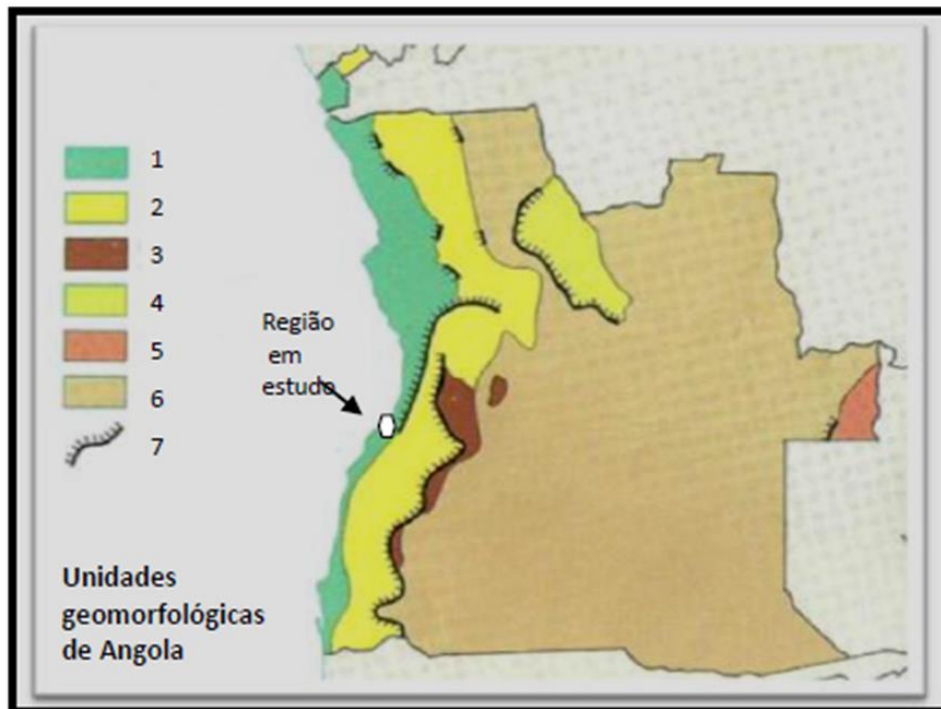 1
2
3
4
5
6
7
Região
em
estudo
Unidades
geomorfológicas
de Angola